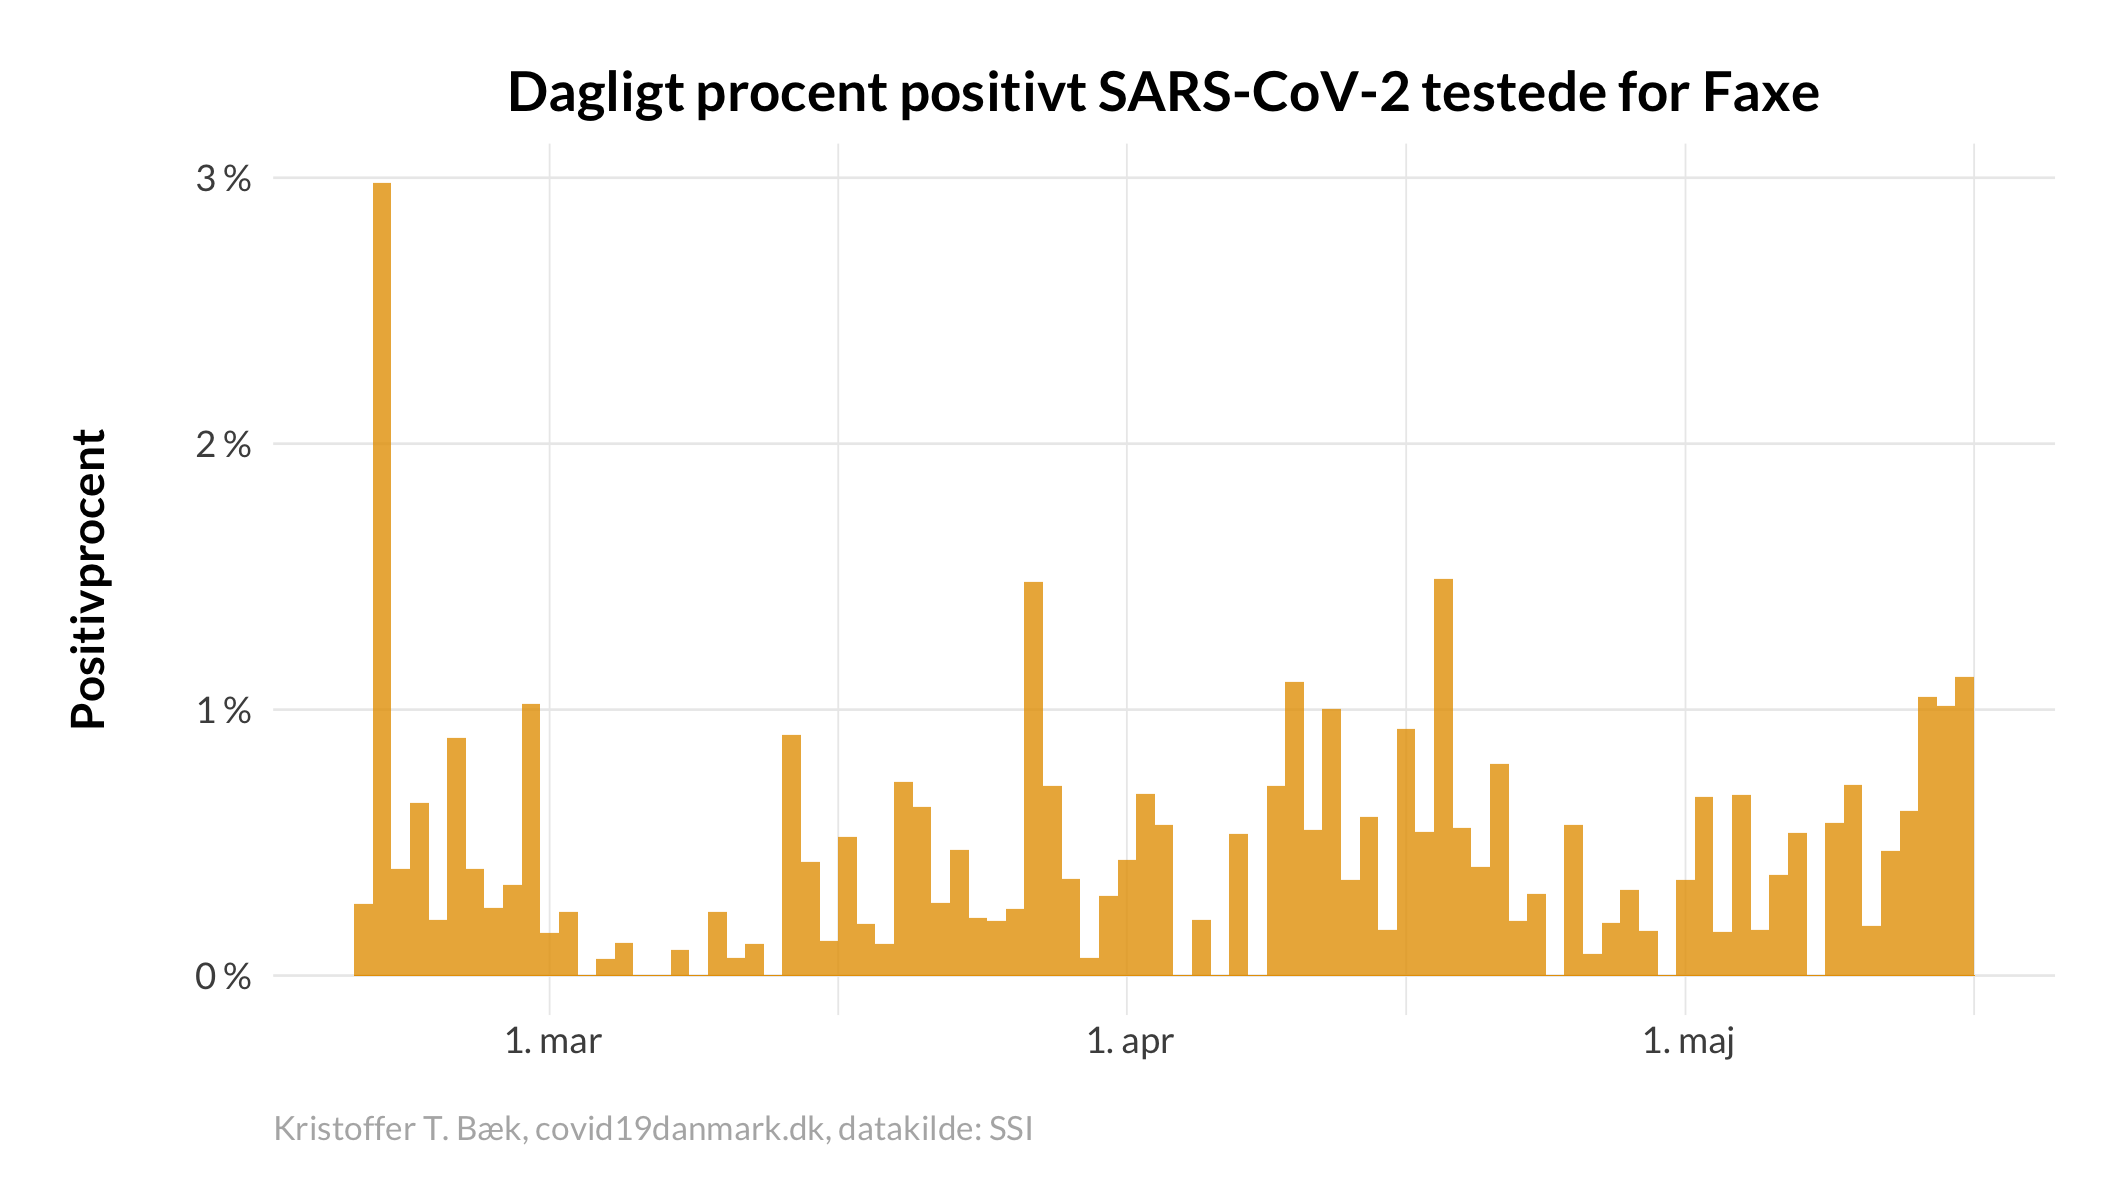 Dagligt procent positivt SARS-CoV-2 testede for Faxe
Positivprocent
3 %
2 %
1 %
0 %
1. mar
1. apr
1. maj
Kristoffer T. Bæk, covid19danmark.dk, datakilde: SSI